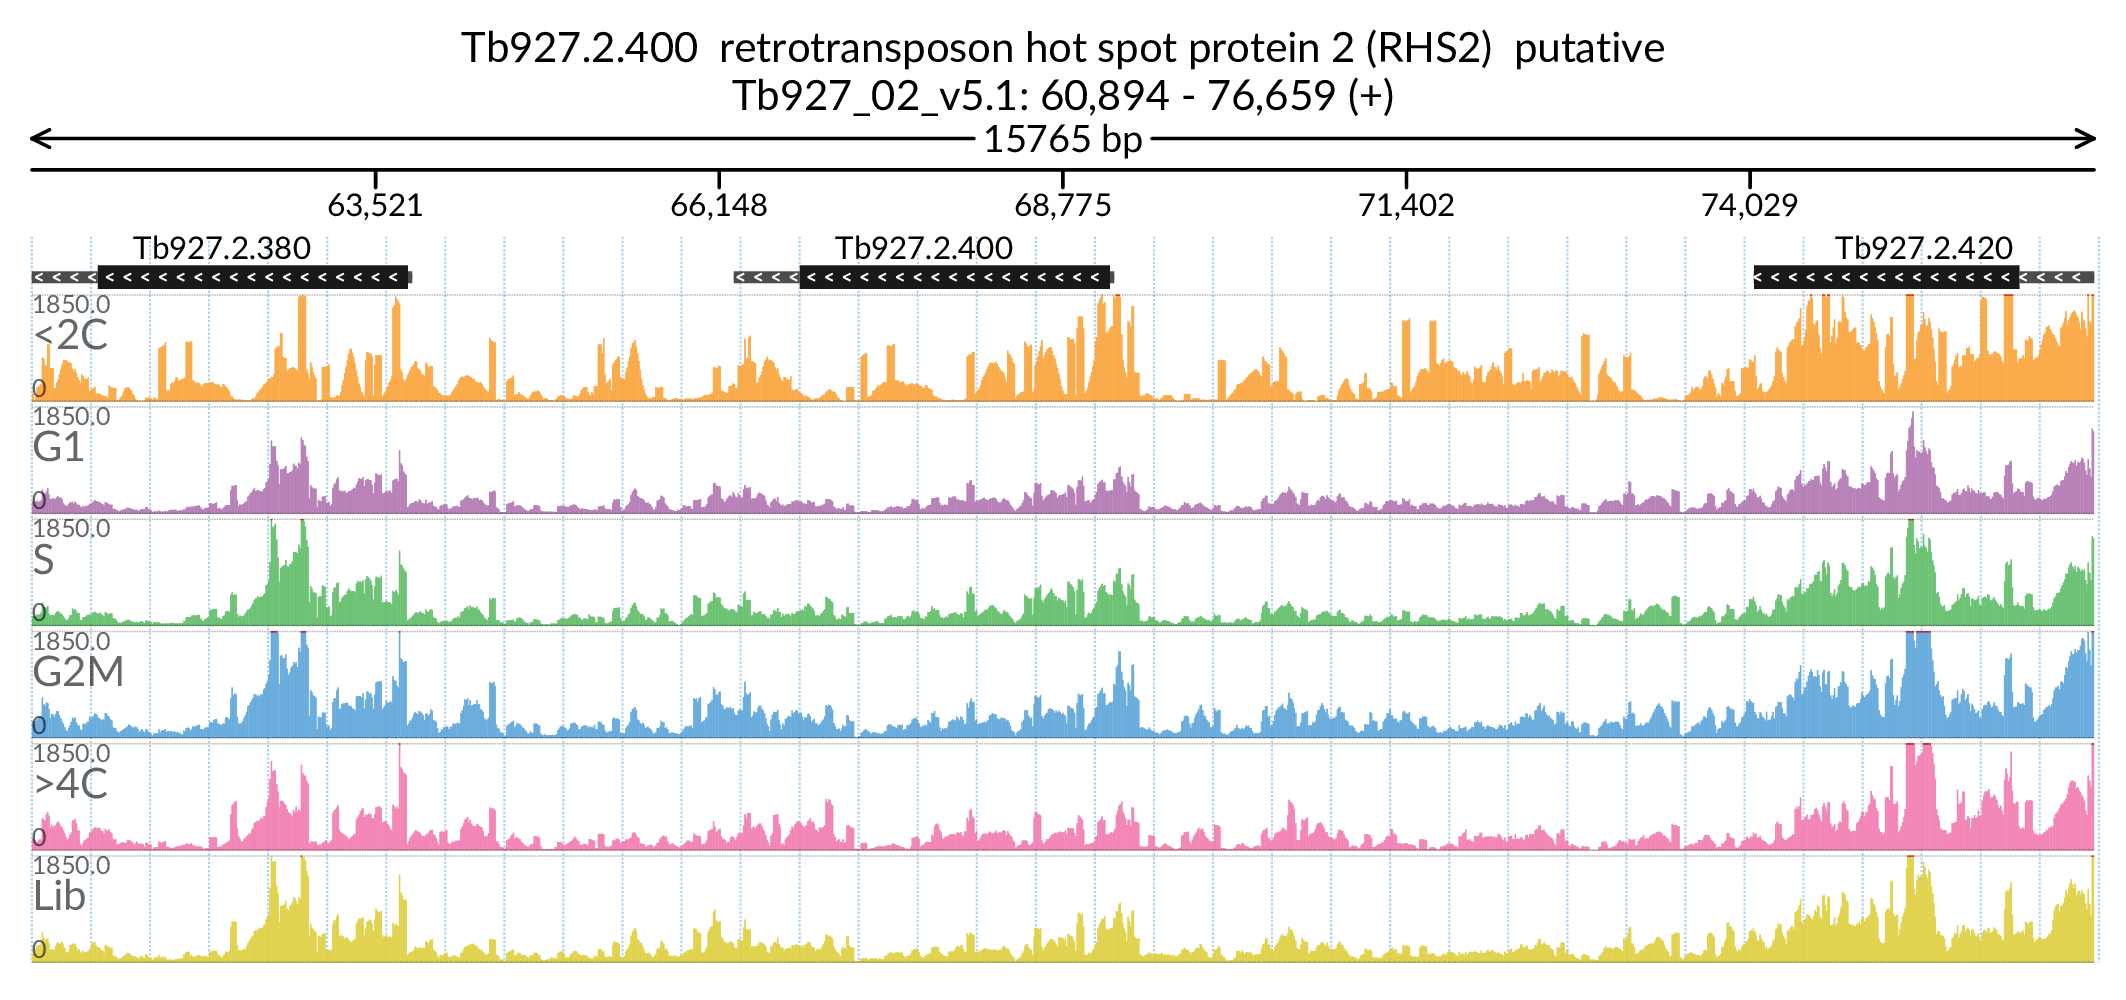 Tb927.2.400 retrotransposon hot spot protein 2 (RHS2) putative
Tb927_02_v5.1: 60,894 - 76,659 (+)
15765 bp
63,521 66,148 68,775 71,402 74,029
Tb927.2.380 Tb927.2.400 Tb927.2.420
1850.0
<2C
0
1850.0
G1
0
1850.0
S
0
1850.0
G2M
0
1850.0
>4C
0
1850.0
Lib
0